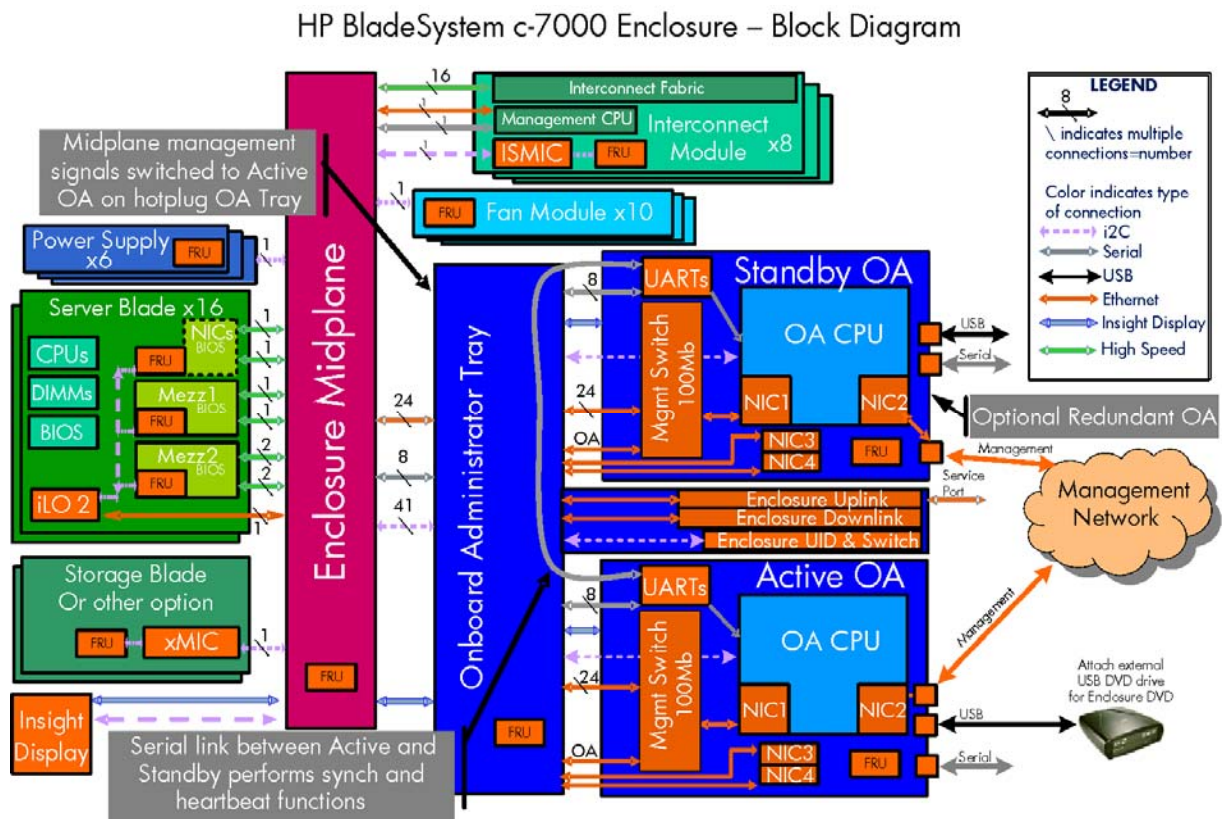 HP BladeSystem c-7000 Enclosure – Block Diagram
Midplane management
signals switched to Active
OA on hotplug OA Tray
Power Supply
x6
FRU
1
Server Blade x16
NICs
BIOS
CPUs
FRU
DIMMs
Mezz1
BIOS
FRU
BIOS
Mezz2
BIOS
FRU
iLO 2
1
1
1
1
2
2
1
Storage Blade
Or other option
FRU
xMIC
1
Insight
Display
Serial link between Active and
Standby performs synch and
heartbeat functions
Enclosure Midplane
FRU
16
1
1
1
1
Interconnect Fabric
Management CPU
Interconnect
Module
x8
ISMIC
FRU
FRU
Fan Module x10
24
8
41
Onboard Administrator Tray
FRU
8
24
OA
Standby OA
UARTs
OA CPU
Mgmt Switch
100Mb
NIC1
NIC2
NIC3
NIC4
FRU
USB
Serial
Optional Redundant OA
Management
Service
Port
Enclosure Uplink
Enclosure Downlink
Enclosure UID & Switch
Management
Network
8
24
OA
Active OA
UARTs
OA CPU
Mgmt Switch
100Mb
NIC1
NIC2
NIC3
NIC4
FRU
Management
USB
Serial
Attach external
USB DVD drive
for Enclosure DVD
LEGEND
8
\ indicates multiple
connections=number
Color indicates type
of connection
i2C
Serial
USB
Ethernet
Insight Display
High Speed